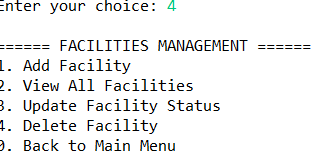 Enter your choice: 4
====== FACILITIES MANAGEMENT ======
1. Add Facility
2. View All Facilities
3. Update Facility Status
4. Delete Facility
0. Back to Main Menu